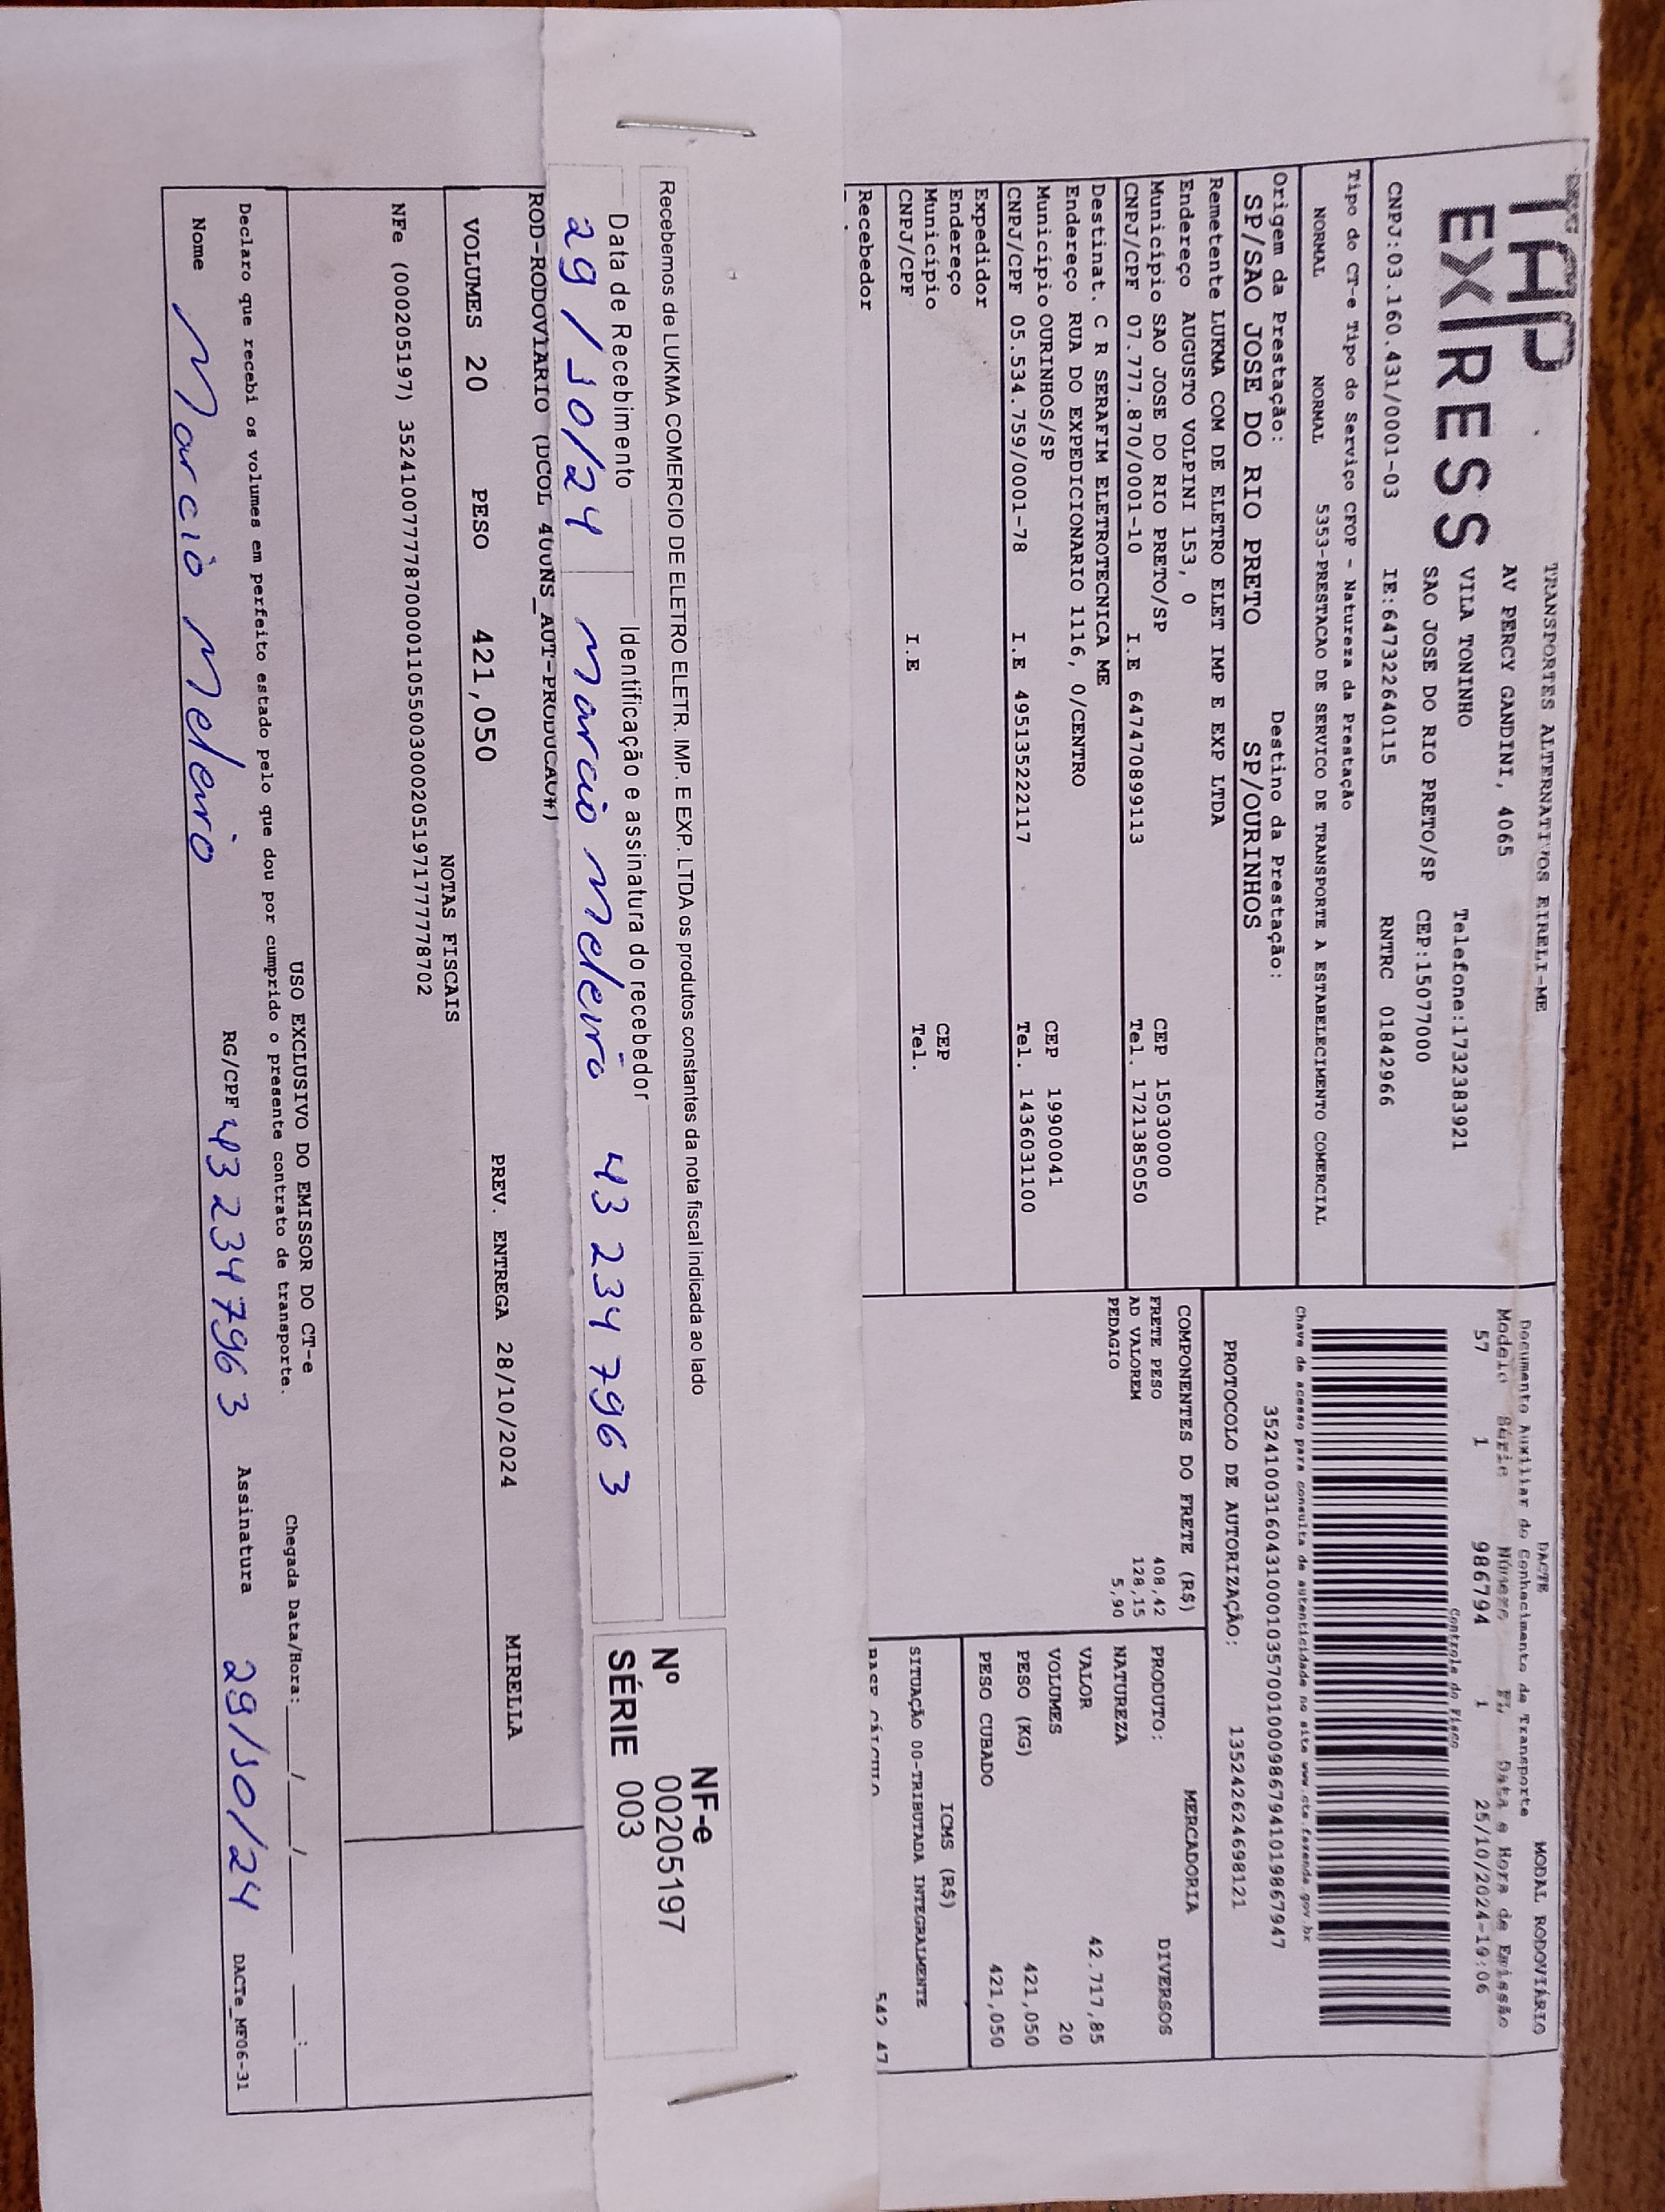 TAP
EXPRESS
TRANSPORTES ALTERNATIVOS EIRELI-ME
AV PERCY GANDINI, 4065
VILA TONINHO Telefone:1732383921
SAO JOSE DO RIO PRETO/SP CEP:15077000
CNPJ:03.160.431/0001-03 IE:647322640115 RNTRC 01842966
Tipo do CT-e Tipo do Serviço CFOP - Natureza da Prestação
NORMAL NORMAL 5353-PRESTACAO DE SERVICO DE TRANSPORTE A ESTABELECIMENTO COMERCIAL
Origem da Prestação: Destino da Prestação:
SP/SAO JOSE DO RIO PRETO SP/OURINHOS
Remetente LUKMA COM DE ELETRO ELET IMP E EXP LTDA
Endereço AUGUSTO VOLPINI 153, 0
Município SAO JOSE DO RIO PRETO/SP CEP 15030000
CNPJ/CPF 07.777.870/0001-10 I.E 647470899113 Tel. 1721385050
Destinat. C R SERAFIM ELETROTECNICA ME
Endereço RUA DO EXPEDICIONARIO 1116, 0/CENTRO
Município OURINHOS/SP CEP 19900041
CNPJ/CPF 05.534.759/0001-78 I.E 495135222117 Tel. 1436031100
Expedidor
Endereço
Município CEP
CNPJ/CPF I.E Tel.
Recebedor
DACTE MODAL RODOVIÁRIO
Documento Auxiliar do Conhecimento de Transporte
Modelo Série Número FL Data e Hora de Emissão
57 1 986794 1 1 25/10/2024-19:06
Controle do Fisco
Chave de acesso para consulta de autenticidade no site www.cte.fazenda.gov.br
35241003160431000103570010009867941019867947
PROTOCOLO DE AUTORIZAÇÃO: 135242624698121
COMPONENTES DO FRETE (R$)
FRETE PESO 408,42
AD VALOREM 128,15
PEDAGIO 5,90
MERCADORIA
PRODUTO: DIVERSOS
NATUREZA
VALOR 42.717,85
VOLUMES 20
PESO (KG) 421,050
PESO CUBADO 421,050
ICMS (R$)
SITUAÇÃO 00-TRIBUTADA INTEGRALMENTE
BASE CÁLCULO 542,47
Recebemos de LUKMA COMERCIO DE ELETRO ELETR. IMP. E EXP. LTDA os produtos constantes da nota fiscal indicada ao lado
Data de Recebimento Identificação e assinatura do recebedor
29/10/24 Marcio Meleiro 43 234 796 3
NF-e
Nº 00205197
SÉRIE 003
ROD-RODOVIARIO (DCOL 400NS_AUT-PRODUCAO#)
VOLUMES 20 PESO 421,050 PREV. ENTREGA 28/10/2024 MIRELLA
NOTAS FISCAIS
NFe (000205197) 35241007777870000110550030002051971777778702
USO EXCLUSIVO DO EMISSOR DO CT-e
Declaro que recebi os volumes em perfeito estado pelo que dou por cumprido o presente contrato de transporte. Chegada Data/Hora: ___/___/___ __:__
Nome Marcio Meleiro RG/CPF 43 234 796 3 Assinatura 29/10/24
DACTe_MF06-31